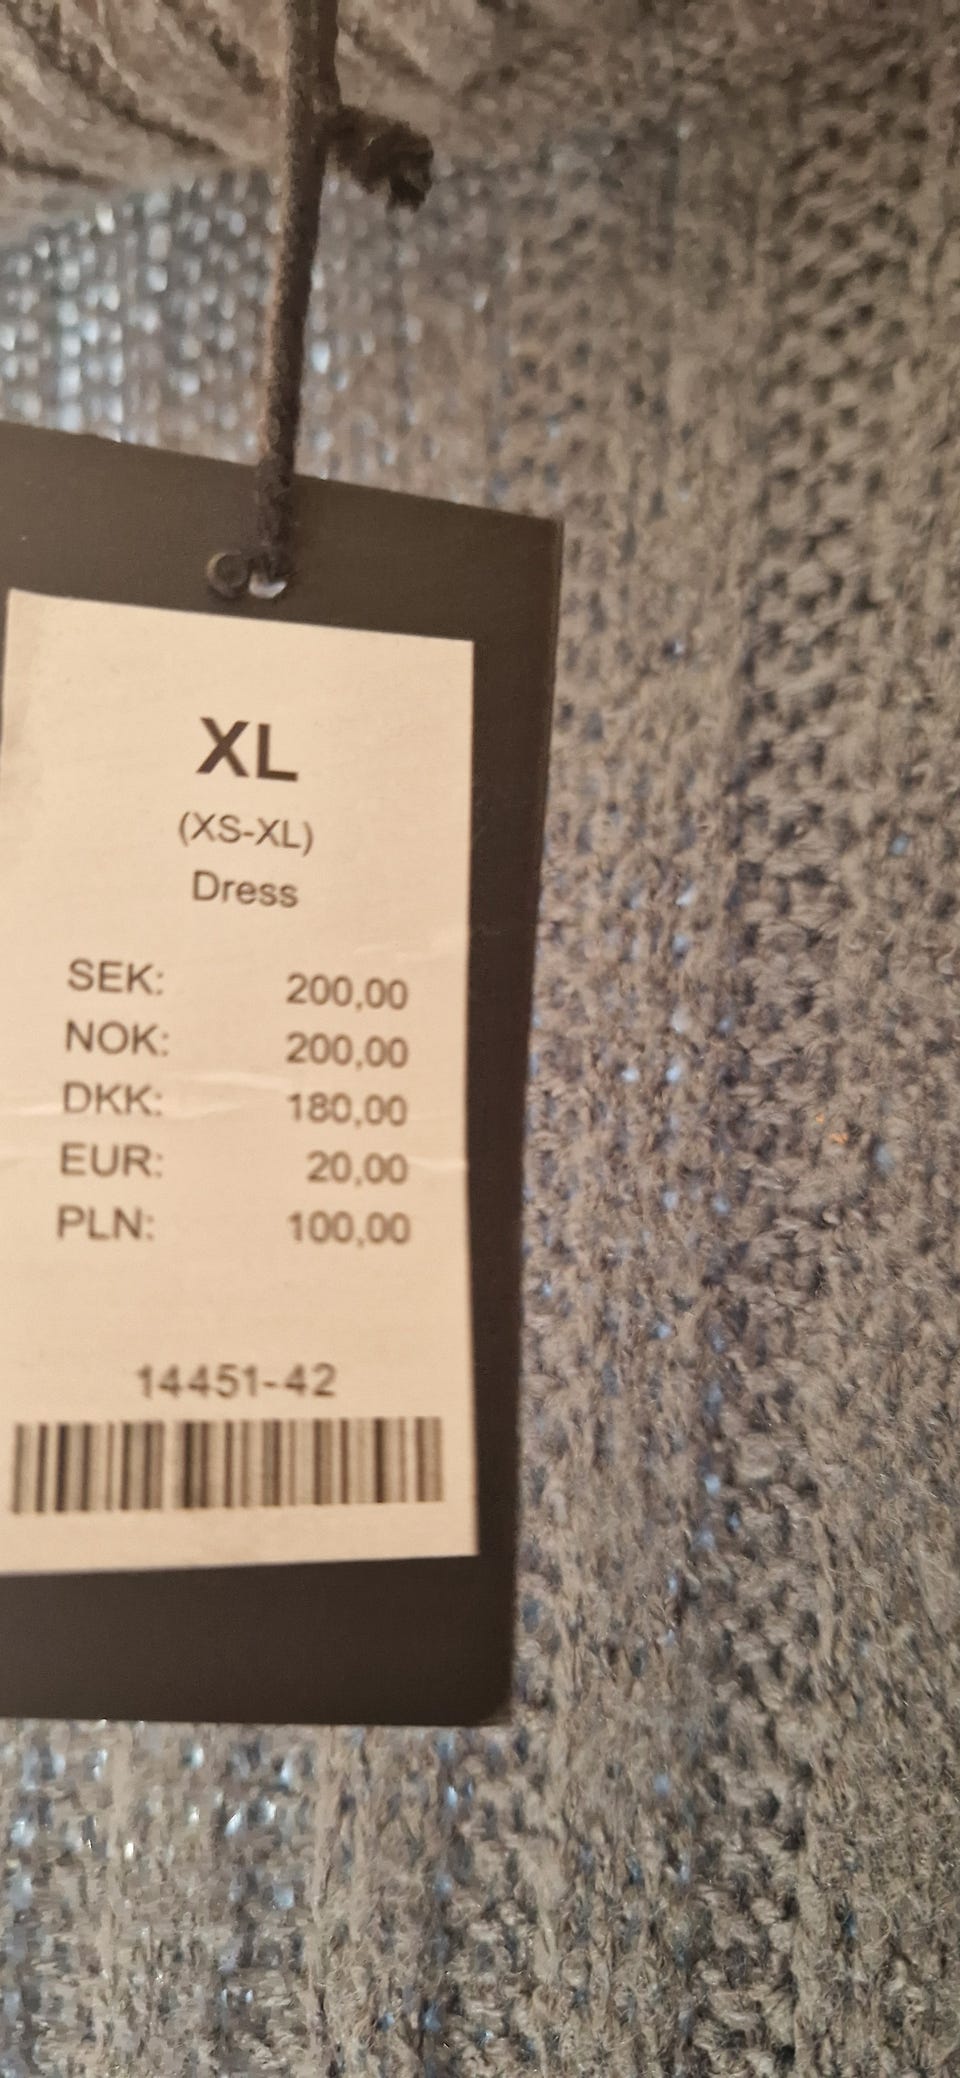 XL
(XS-XL)
Dress
SEK: 200,00
NOK: 200,00
DKK: 180,00
EUR: 20,00
PLN: 100,00
14451-42